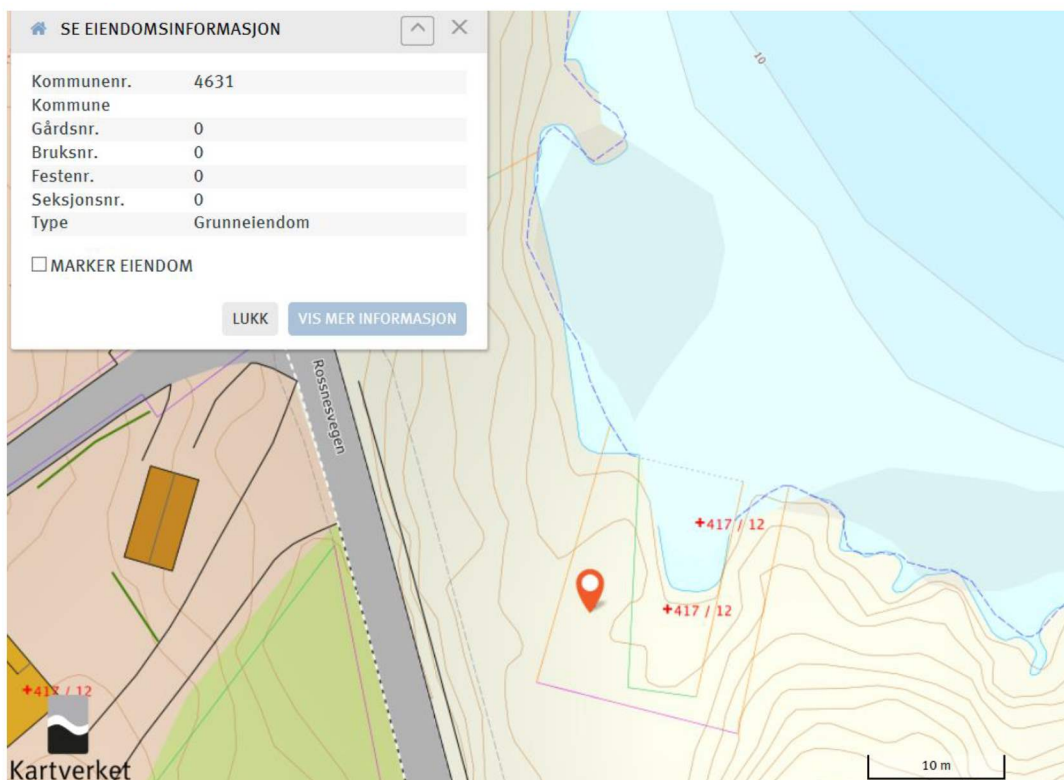 SE EIENDOMSINFORMASJON
Kommunenr. 4631
Kommune
Gårdsnr. 0
Bruksnr. 0
Festenr. 0
Seksjonsnr. 0
Type Grunneiendom
MARKER EIENDOM
LUKK VIS MER INFORMASJON
10
Rossnesvegen
+417 / 12
+417 / 12
+417 / 12
Kartverket
10 m